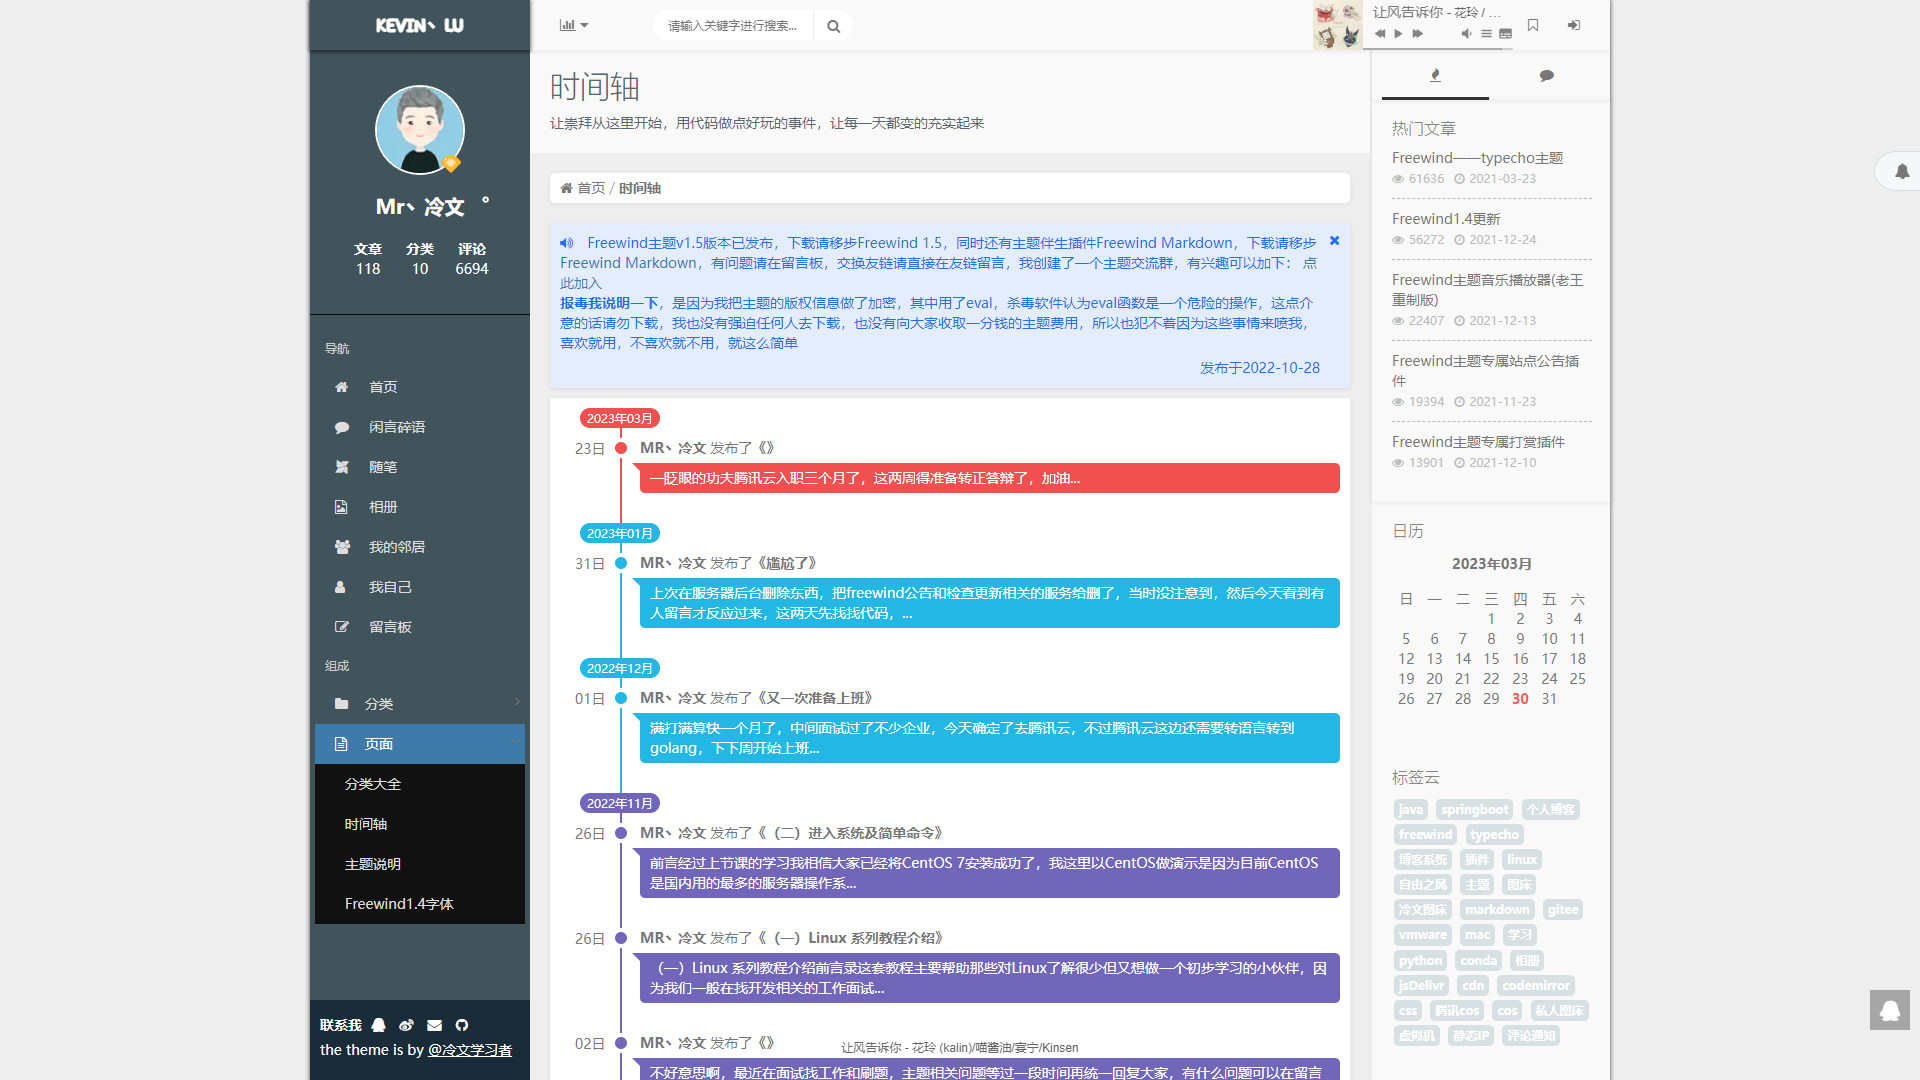 KEVIN丶LU
Mr丶冷文 °
文章 分类 评论
118 10 6694
导航
首页
闲言碎语
随笔
相册
我的邻居
我自己
留言板
组成
分类
页面
分类大全
时间轴
主题说明
Freewind1.4字体
联系我
the theme is by @冷文学习者
请输入关键字进行搜索...
让风告诉你 - 花玲 / ...
时间轴
让崇拜从这里开始，用代码做点好玩的事件，让每一天都变的充实起来
首页 / 时间轴
Freewind主题v1.5版本已发布，下载请移步Freewind 1.5，同时还有主题伴生插件Freewind Markdown，下载请移步
Freewind Markdown，有问题请在留言板，交换友链请直接在友链留言，我创建了一个主题交流群，有兴趣可以加下： 点
此加入
报毒我说明一下，是因为我把主题的版权信息做了加密，其中用了eval，杀毒软件认为eval函数是一个危险的操作，这点介
意的话请勿下载，我也没有强迫任何人去下载，也没有向大家收取一分钱的主题费用，所以也犯不着因为这些事情来喷我，
喜欢就用，不喜欢就不用，就这么简单
发布于2022-10-28
2023年03月
23日 MR丶冷文 发布了《》
一眨眼的功夫腾讯云入职三个月了，这两周得准备转正答辩了，加油...
2023年01月
31日 MR丶冷文 发布了《尴尬了》
上次在服务器后台删除东西，把freewind公告和检查更新相关的服务给删了，当时没注意到，然后今天看到有
人留言才反应过来，这两天先找找代码，...
2022年12月
01日 MR丶冷文 发布了《又一次准备上班》
满打满算快一个月了，中间面试过了不少企业，今天确定了去腾讯云，不过腾讯云这边还需要转语言转到
golang，下下周开始上班...
2022年11月
26日 MR丶冷文 发布了《（二）进入系统及简单命令》
前言经过上节课的学习我相信大家已经将CentOS 7安装成功了，我这里以CentOS做演示是因为目前CentOS
是国内用的最多的服务器操作系...
26日 MR丶冷文 发布了《（一）Linux 系列教程介绍》
（一）Linux 系列教程介绍前言录这套教程主要帮助那些对Linux了解很少但又想做一个初步学习的小伙伴，因
为我们一般在找开发相关的工作面试...
02日 MR丶冷文 发布了《》
不好意思啊，最近在面试找工作和刷题，主题相关问题等过一段时间再统一回复大家，有什么问题可以在留言
让风告诉你 - 花玲 (kalin)/喵酱油/宴宁/Kinsen
热门文章
Freewind——typecho主题
61636 2021-03-23
Freewind1.4更新
56272 2021-12-24
Freewind主题音乐播放器(老王
重制版)
22407 2021-12-13
Freewind主题专属站点公告插
件
19394 2021-11-23
Freewind主题专属打赏插件
13901 2021-12-10
日历
2023年03月
日 一 二 三 四 五 六
1 2 3 4
5 6 7 8 9 10 11
12 13 14 15 16 17 18
19 20 21 22 23 24 25
26 27 28 29 30 31
标签云
java springboot 个人博客
freewind typecho
博客系统 插件 linux
自由之风 主题 图床
冷文图床 markdown gitee
vmware mac 学习
python conda 相册
jsDelivr cdn codemirror
css 腾讯cos cos 私人图床
虚拟机 静态IP 评论通知